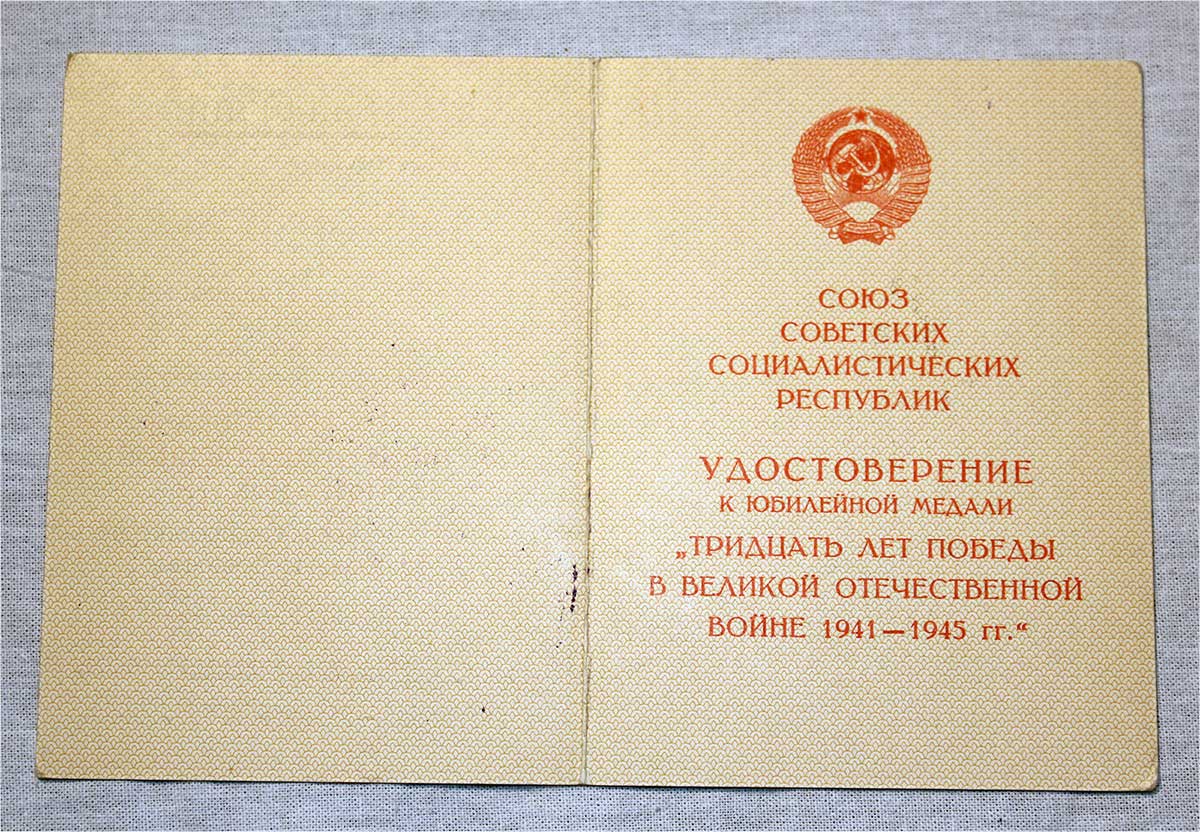 СОЮЗ
СОВЕТСКИХ
СОЦИАЛИСТИЧЕСКИХ
РЕСПУБЛИК
УДОСТОВЕРЕНИЕ
К ЮБИЛЕЙНОЙ МЕДАЛИ
„ТРИДЦАТЬ ЛЕТ ПОБЕДЫ
В ВЕЛИКОЙ ОТЕЧЕСТВЕННОЙ
ВОЙНЕ 1941—1945 гг.“